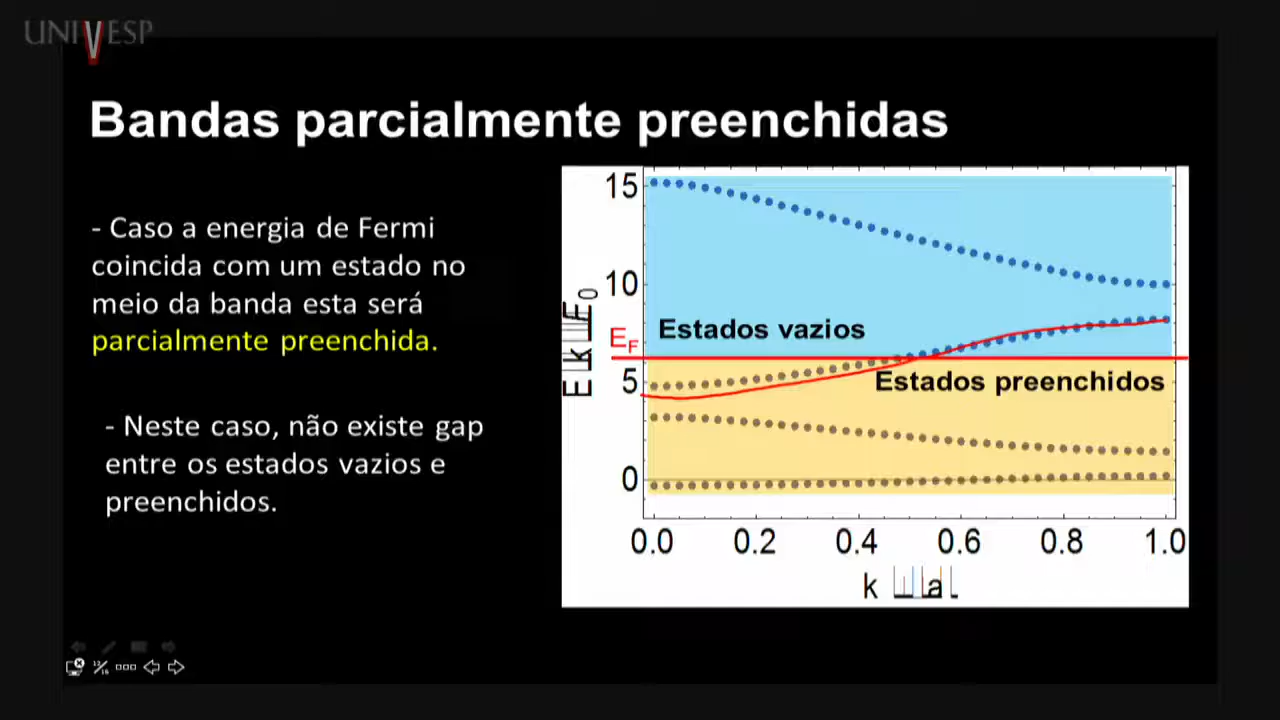 UNIVESP
Bandas parcialmente preenchidas
- Caso a energia de Fermi
coincida com um estado no
meio da banda esta será
parcialmente preenchida.
- Neste caso, não existe gap
entre os estados vazios e
preenchidos.
15
10
5
0
E k E0
EF
Estados vazios
Estados preenchidos
0.0 0.2 0.4 0.6 0.8 1.0
k a